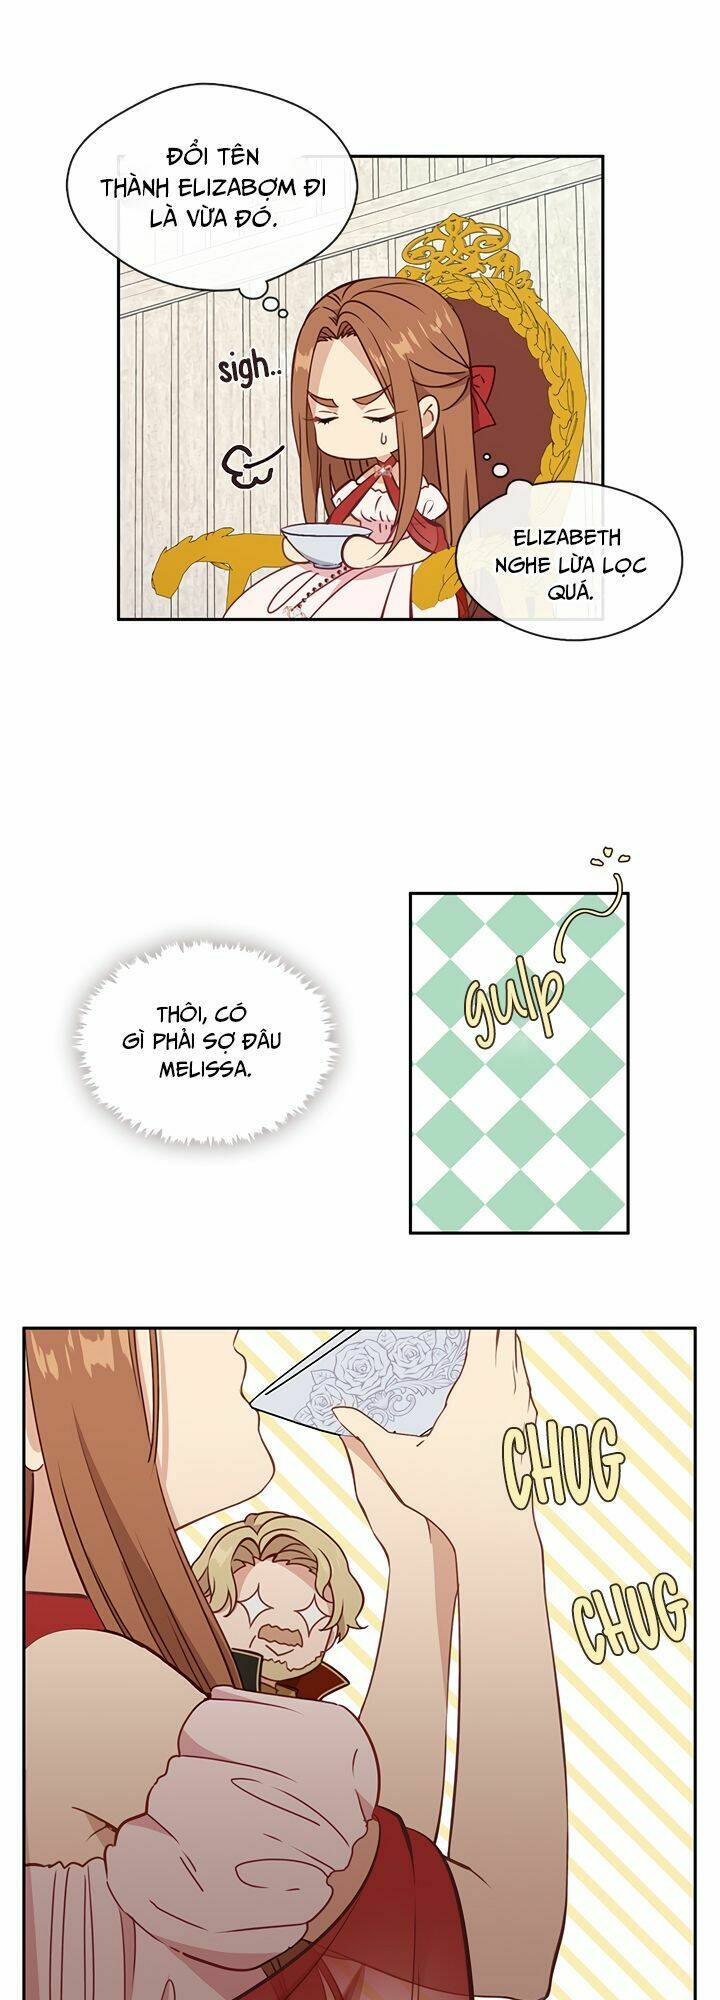 ĐỔI TÊN
THÀNH ELIZABỢM ĐI
LÀ VỪA ĐÓ.
sigh..
ELIZABETH
NGHE LỪA LỌC
QUÁ.
THÔI, CÓ
GÌ PHẢI SỢ ĐÂU
MELISSA.
gulp
CHUG
CHUG